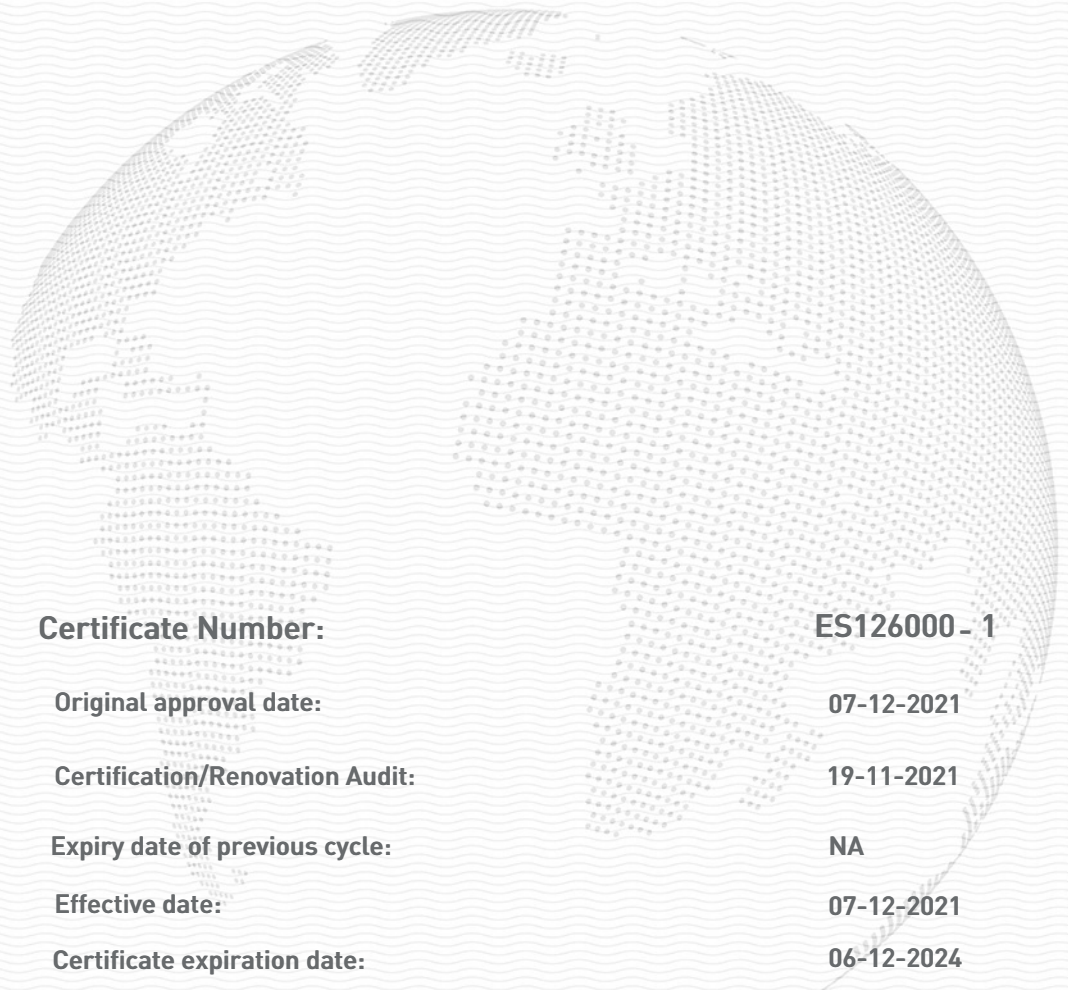 Certificate Number: ES126000- 1
Original approval date: 07-12-2021
Certification/Renovation Audit: 19-11-2021
Expiry date of previous cycle: NA
Effective date: 07-12-2021
Certificate expiration date: 06-12-2024